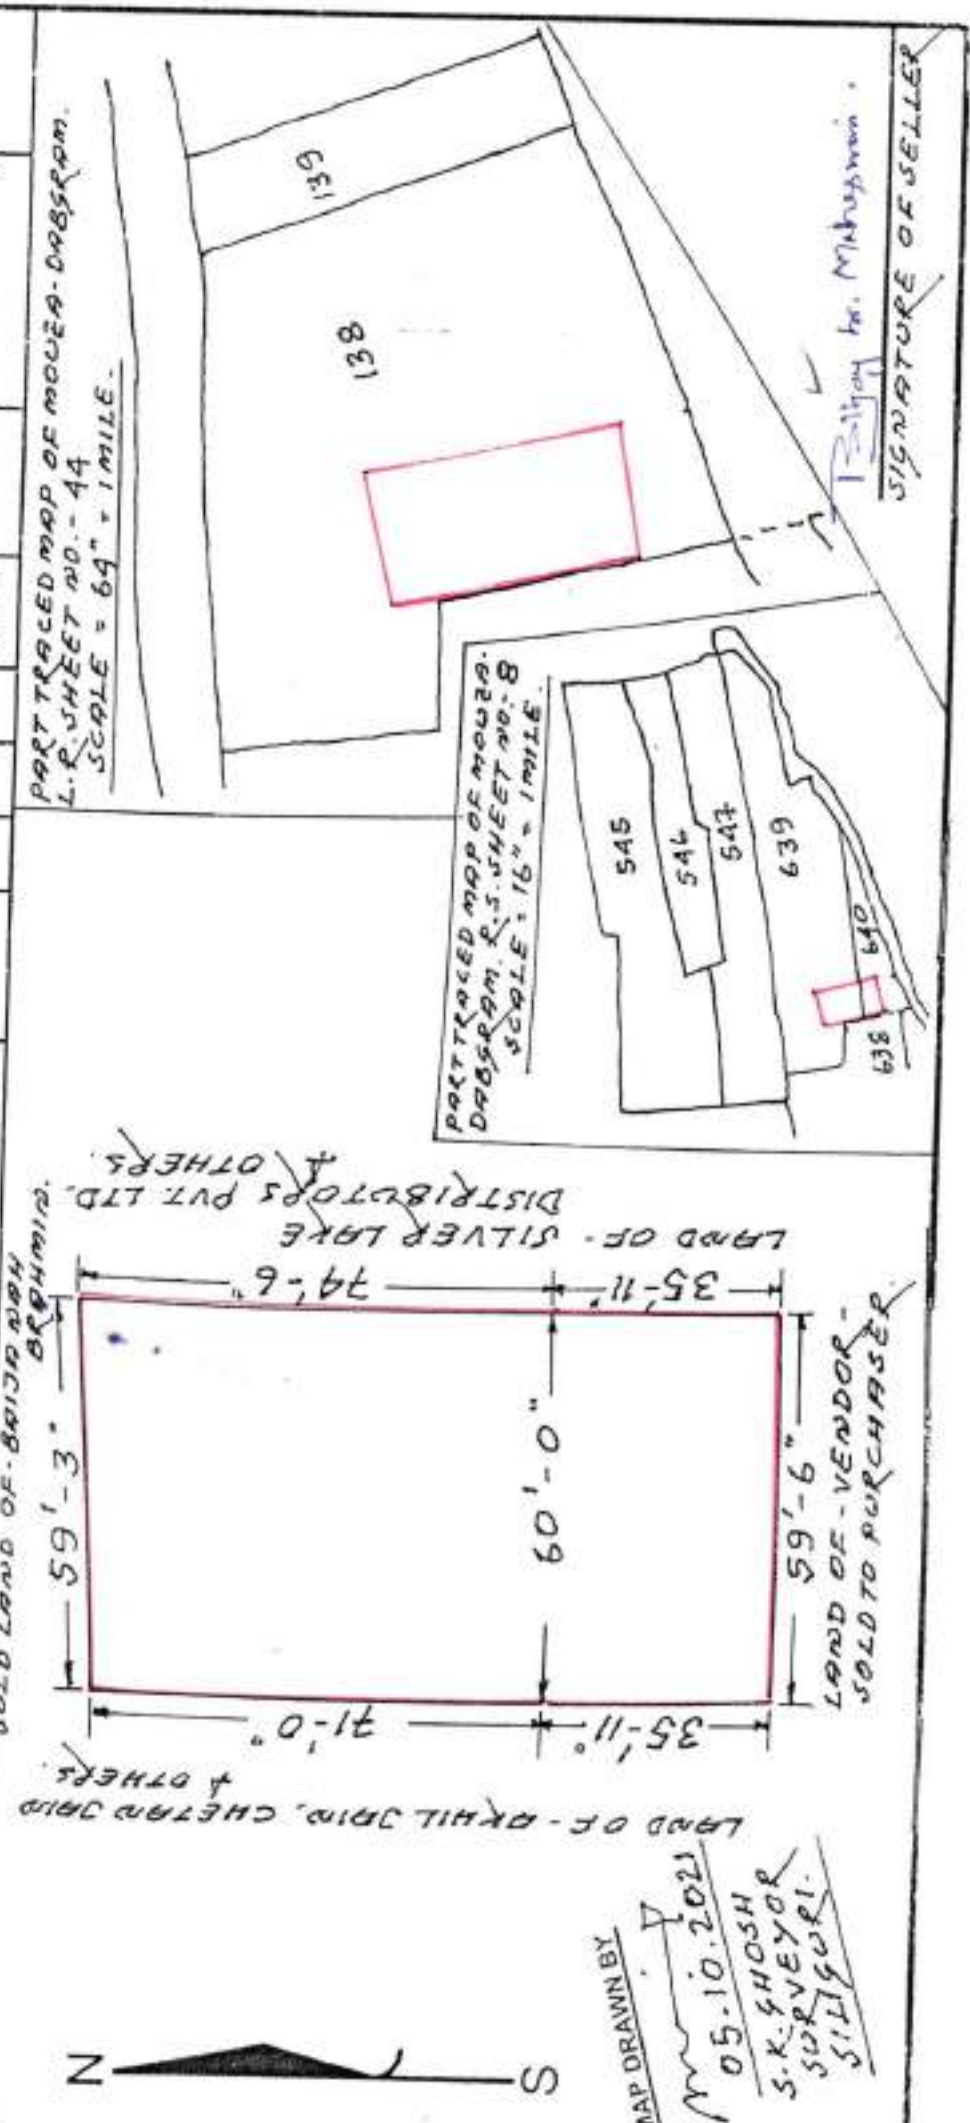 N
S
SOLD LAND OF - BAIJANATH
BRAHMIN.
59'-3"
LAND OF - AKHIL JAIN, CHETAN JAIN
& OTHERS.
71'-0"
35'-11"
60'-0"
74'-6"
35'-11"
LAND OF - SILVER LAKE
DISTRIBUTORS PVT. LTD.
& OTHERS.
59'-6"
LAND OF - VENDOR -
SOLD TO PURCHASER
MAP DRAWN BY
05.10.2021
S.K. GHOSH
SURVEYOR
SILIGURI.
PART TRACED MAP OF MOUZA-DABGRAM.
L.R. SHEET NO. - 44
SCALE = 64" = 1 MILE.
139
138
PART TRACED MAP OF MOUZA-
DABGRAM. R.S. SHEET NO:- 8
SCALE = 16" = 1 MILE.
545
546
547
639
640
638
SIGNATURE OF SELLER